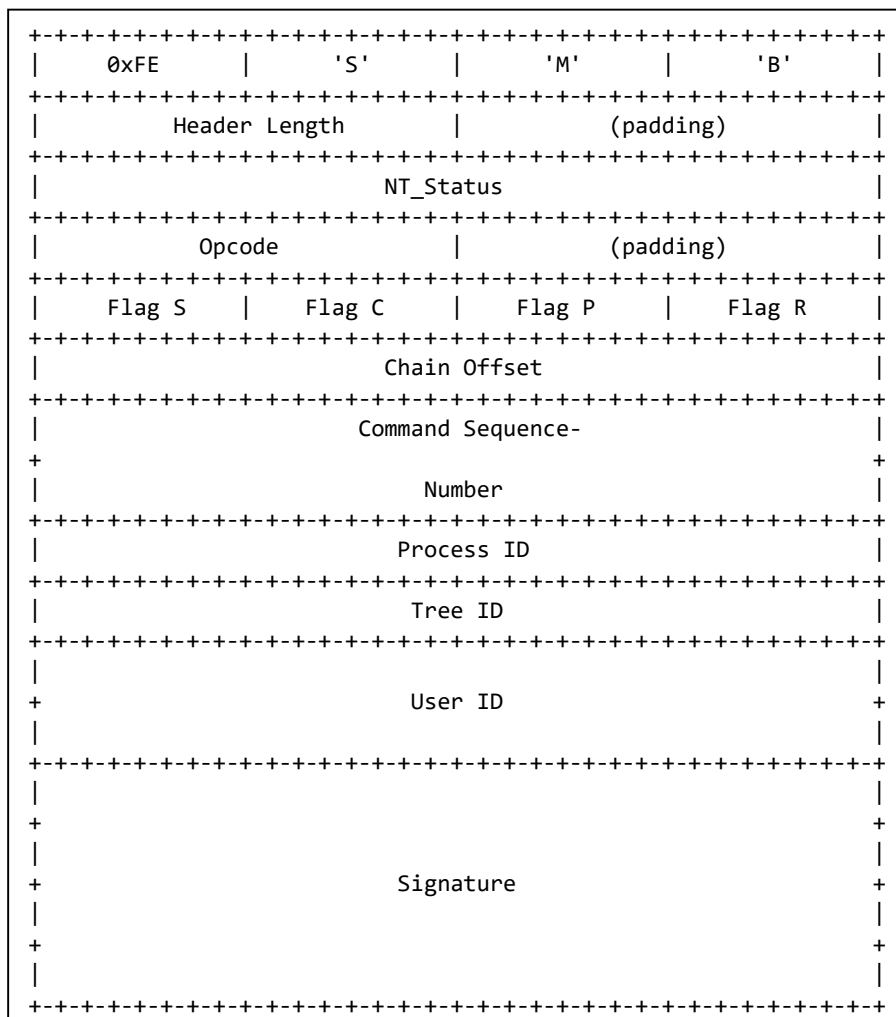 +-+-+-+-+-+-+-+-+-+-+-+-+-+-+-+-+-+-+-+-+-+-+-+-+-+-+-+-+-+-+-+-+
|     0xFE      |      'S'      |      'M'      |      'B'      |
+-+-+-+-+-+-+-+-+-+-+-+-+-+-+-+-+-+-+-+-+-+-+-+-+-+-+-+-+-+-+-+-+
|          Header Length        |           (padding)           |
+-+-+-+-+-+-+-+-+-+-+-+-+-+-+-+-+-+-+-+-+-+-+-+-+-+-+-+-+-+-+-+-+
|                          NT_Status                            |
+-+-+-+-+-+-+-+-+-+-+-+-+-+-+-+-+-+-+-+-+-+-+-+-+-+-+-+-+-+-+-+-+
|            Opcode             |           (padding)           |
+-+-+-+-+-+-+-+-+-+-+-+-+-+-+-+-+-+-+-+-+-+-+-+-+-+-+-+-+-+-+-+-+
|     Flag S    |    Flag C     |    Flag P     |    Flag R     |
+-+-+-+-+-+-+-+-+-+-+-+-+-+-+-+-+-+-+-+-+-+-+-+-+-+-+-+-+-+-+-+-+
|                          Chain Offset                         |
+-+-+-+-+-+-+-+-+-+-+-+-+-+-+-+-+-+-+-+-+-+-+-+-+-+-+-+-+-+-+-+-+
|                        Command Sequence-                      |
+                                                               +
|                             Number                            |
+-+-+-+-+-+-+-+-+-+-+-+-+-+-+-+-+-+-+-+-+-+-+-+-+-+-+-+-+-+-+-+-+
|                           Process ID                          |
+-+-+-+-+-+-+-+-+-+-+-+-+-+-+-+-+-+-+-+-+-+-+-+-+-+-+-+-+-+-+-+-+
|                            Tree ID                            |
+-+-+-+-+-+-+-+-+-+-+-+-+-+-+-+-+-+-+-+-+-+-+-+-+-+-+-+-+-+-+-+-+
|                                                               |
+                            User ID                            +
|                                                               |
+-+-+-+-+-+-+-+-+-+-+-+-+-+-+-+-+-+-+-+-+-+-+-+-+-+-+-+-+-+-+-+-+
|                                                               |
+                                                               +
|                                                               |
+                           Signature                           +
|                                                               |
+                                                               +
|                                                               |
+-+-+-+-+-+-+-+-+-+-+-+-+-+-+-+-+-+-+-+-+-+-+-+-+-+-+-+-+-+-+-+-+